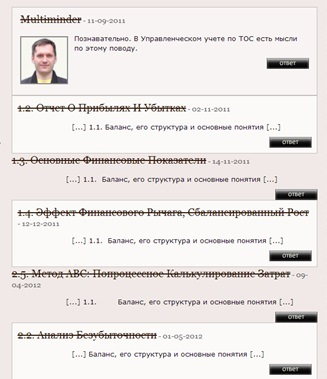 Multiminder - 11-09-2011
Познавательно. В Управленческом учете по ТОС есть мысли
по этому поводу.
ответ
1.2. Отчет О Прибылях И Убытках - 02-11-2011
[...] 1.1. Баланс, его структура и основные понятия [...]
ответ
1.3. Основные Финансовые Показатели - 14-11-2011
[...] 1.1. Баланс, его структура и основные понятия [...]
ответ
1.4. Эффект Финансового Рычага, Сбалансированный Рост
- 12-12-2011
[...] 1.1. Баланс, его структура и основные понятия [...]
ответ
2.5. Метод ABC: Попроцессное Калькулирование Затрат - 09-
04-2012
[...] 1.1. Баланс, его структура и основные понятия [...]
ответ
2.2. Анализ Безубыточности - 01-05-2012
[...] Баланс, его структура и основные понятия [...]
ответ